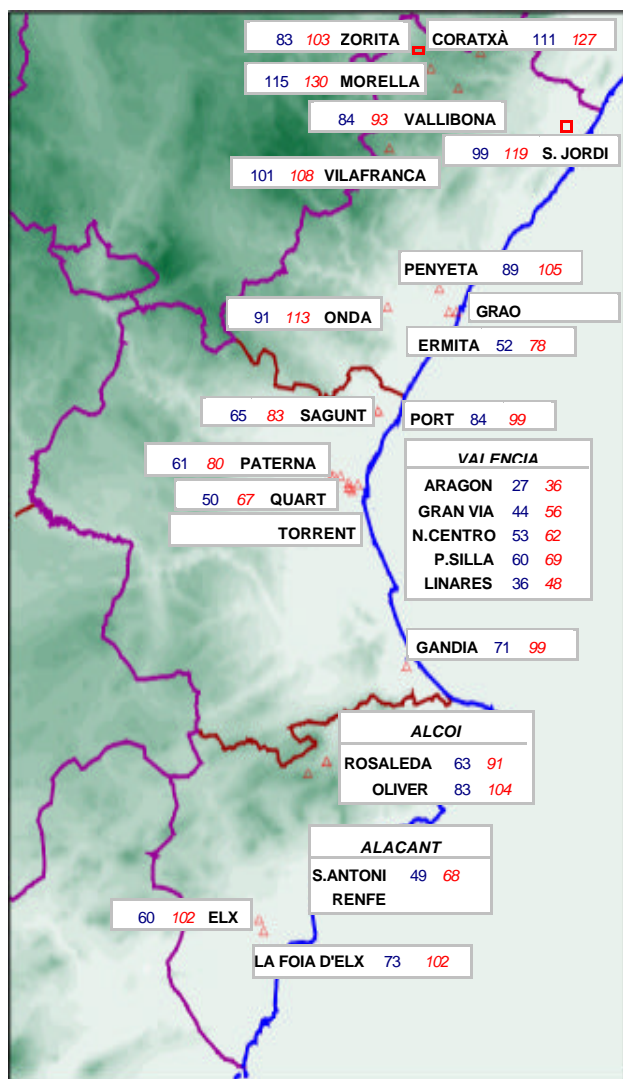 83 103 ZORITA
CORATXÀ 111 127
115 130 MORELLA
84 93 VALLIBONA
99 119 S. JORDI
101 108 VILAFRANCA
PENYETA 89 105
91 113 ONDA
GRAO
ERMITA 52 78
65 83 SAGUNT
PORT 84 99
61 80 PATERNA
50 67 QUART
TORRENT
VALENCIA
ARAGON 27 36
GRAN VIA 44 56
N.CENTRO 53 62
P.SILLA 60 69
LINARES 36 48
GANDIA 71 99
ALCOI
ROSALEDA 63 91
OLIVER 83 104
ALACANT
S.ANTONI 49 68
RENFE
60 102 ELX
LA FOIA D'ELX 73 102